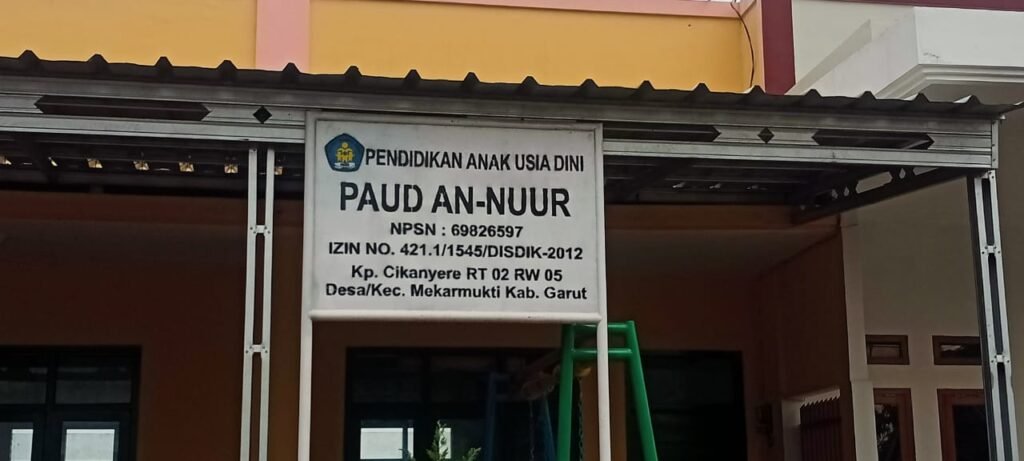 PENDIDIKAN ANAK USIA DINI
PAUD AN-NUUR
NPSN : 69826597
IZIN NO. 421.1/1545/DISDIK-2012
Kp. Cikanyere RT 02 RW 05
Desa/Kec. Mekarmukti Kab. Garut